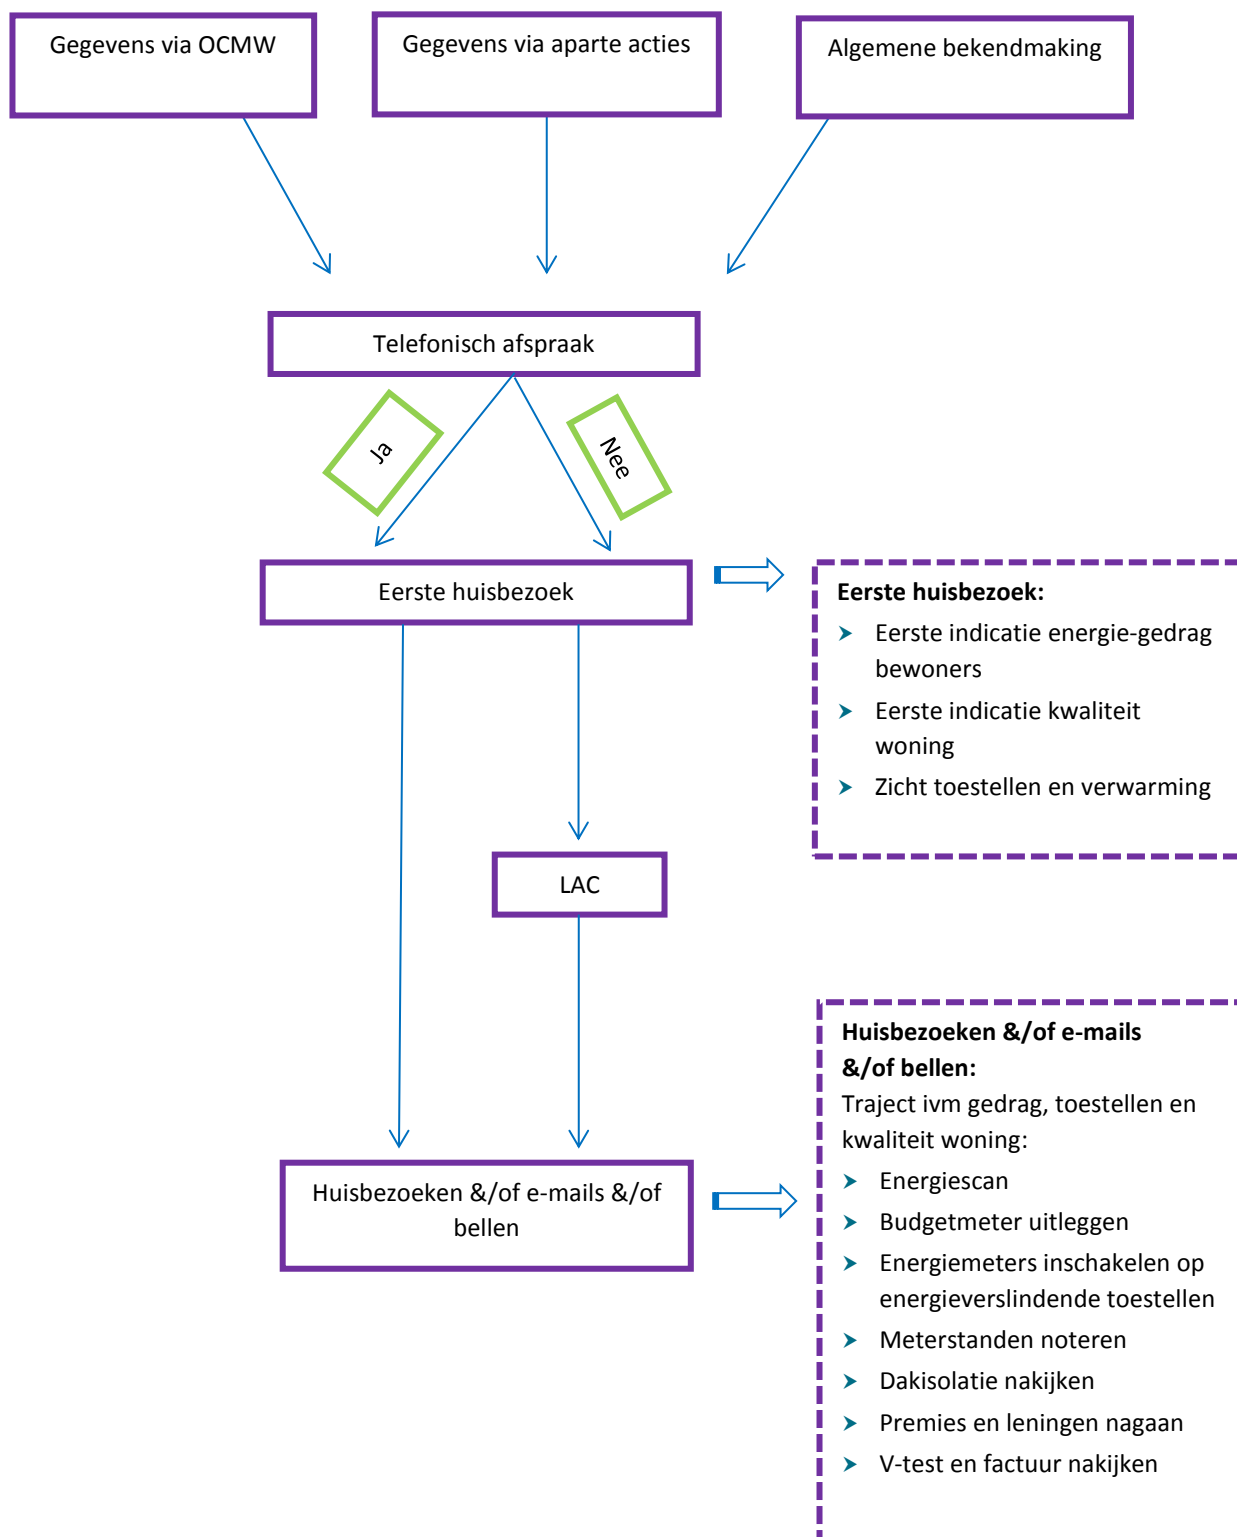 Gegevens via OCMW
Gegevens via aparte acties
Algemene bekendmaking
Telefonisch afspraak
Ja
Nee
Eerste huisbezoek
Eerste huisbezoek:
Eerste indicatie energie-gedrag
bewoners
Eerste indicatie kwaliteit
woning
Zicht toestellen en verwarming
LAC
Huisbezoeken &/of e-mails &/of
bellen
Huisbezoeken &/of e-mails
&/of bellen:
Traject ivm gedrag, toestellen en
kwaliteit woning:
Energiescan
Budgetmeter uitleggen
Energiemeters inschakelen op
energieverslindende toestellen
Meterstanden noteren
Dakisolatie nakijken
Premies en leningen nagaan
V-test en factuur nakijken